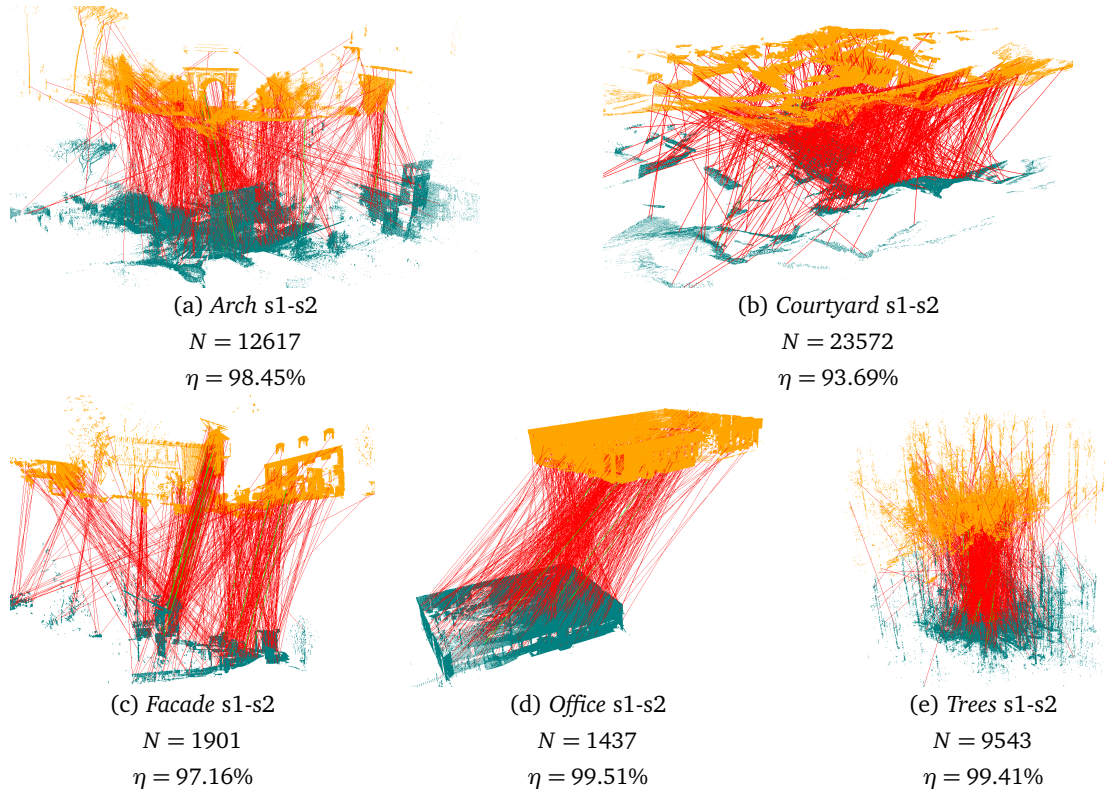 (a) Arch s1-s2
N = 12617
η = 98.45%
(b) Courtyard s1-s2
N = 23572
η = 93.69%
(c) Facade s1-s2
N = 1901
η = 97.16%
(d) Office s1-s2
N = 1437
η = 99.51%
(e) Trees s1-s2
N = 9543
η = 99.41%